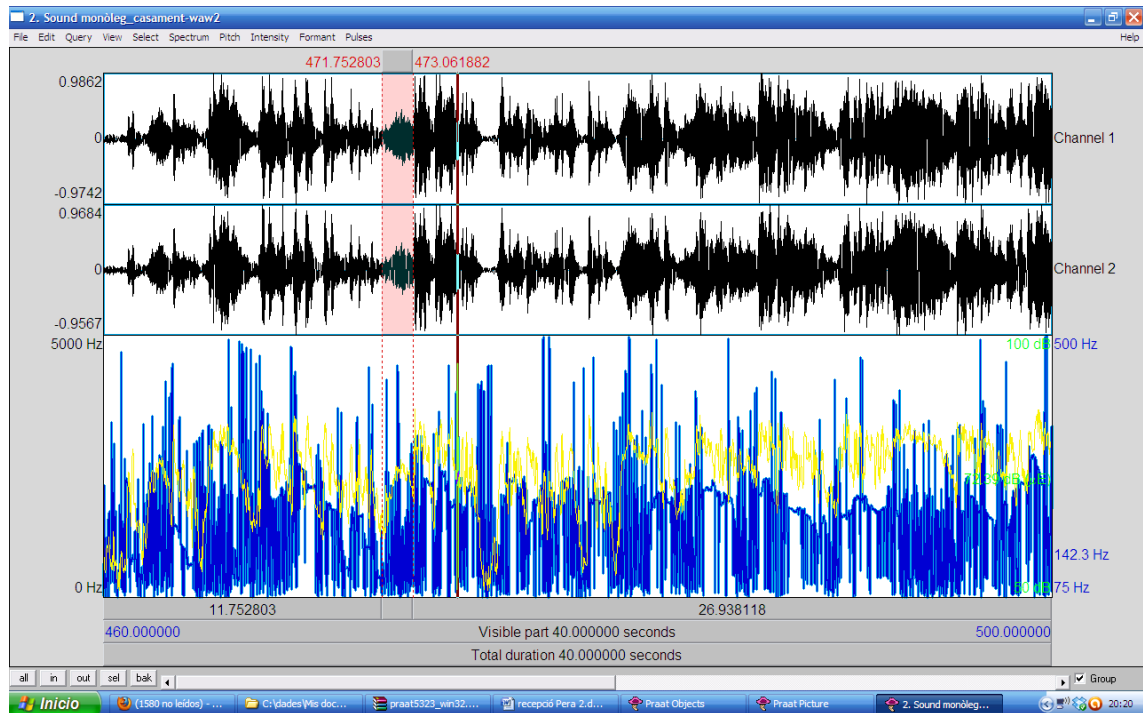 2. Sound monòleg_casament-waw2
File Edit Query View Select Spectrum Pitch Intensity Formant Pulses Help
471.752803 473.061882
0.9862
0
-0.9742
Channel 1
0.9684
0
-0.9567
Channel 2
5000 Hz
100 dB 500 Hz
142.3 Hz
0 Hz
50 dB 75 Hz
11.752803 26.938118
460.000000 Visible part 40.000000 seconds 500.000000
Total duration 40.000000 seconds
all in out sel bak Group
Inicio (1580 no leídos) - ... C:\dades\Mis doc... praat5323_win32.... recepció Pera 2.d... Praat Objects Praat Picture 2. Sound monòleg... 20:20